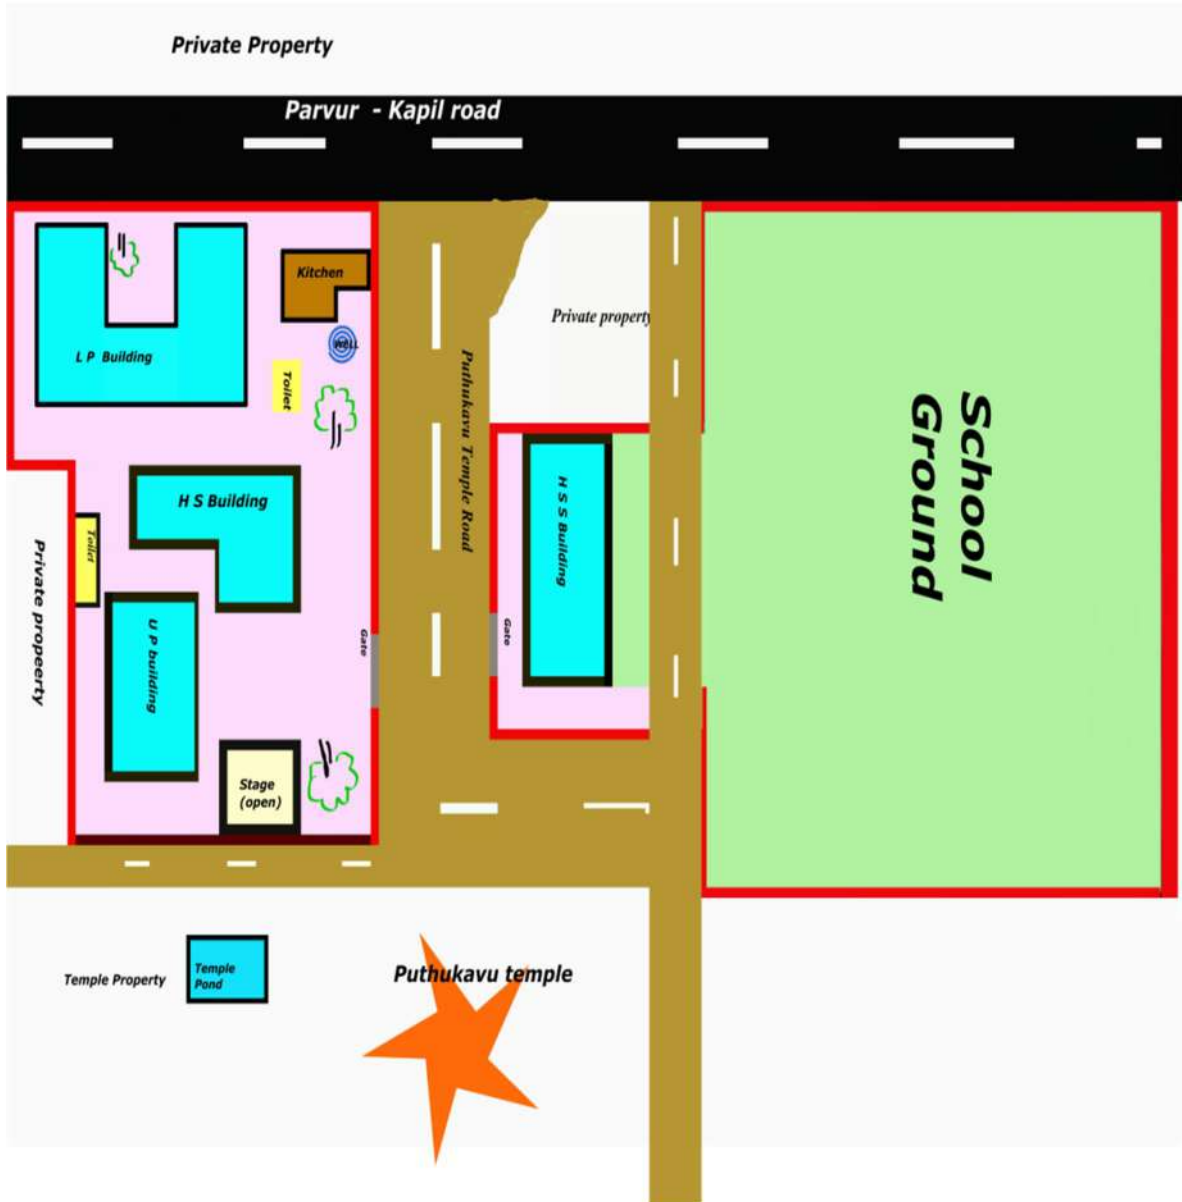 Private Property
Parvur - Kapil road
Kitchen
WELL
L P Building
Toilet
Private property
Puthukavu Temple Road
School
Ground
H S Building
H S S Building
Toilet
Private propeerty
U P building
Gate
Gate
Stage
(open)
Temple Property
Temple
Pond
Puthukavu temple